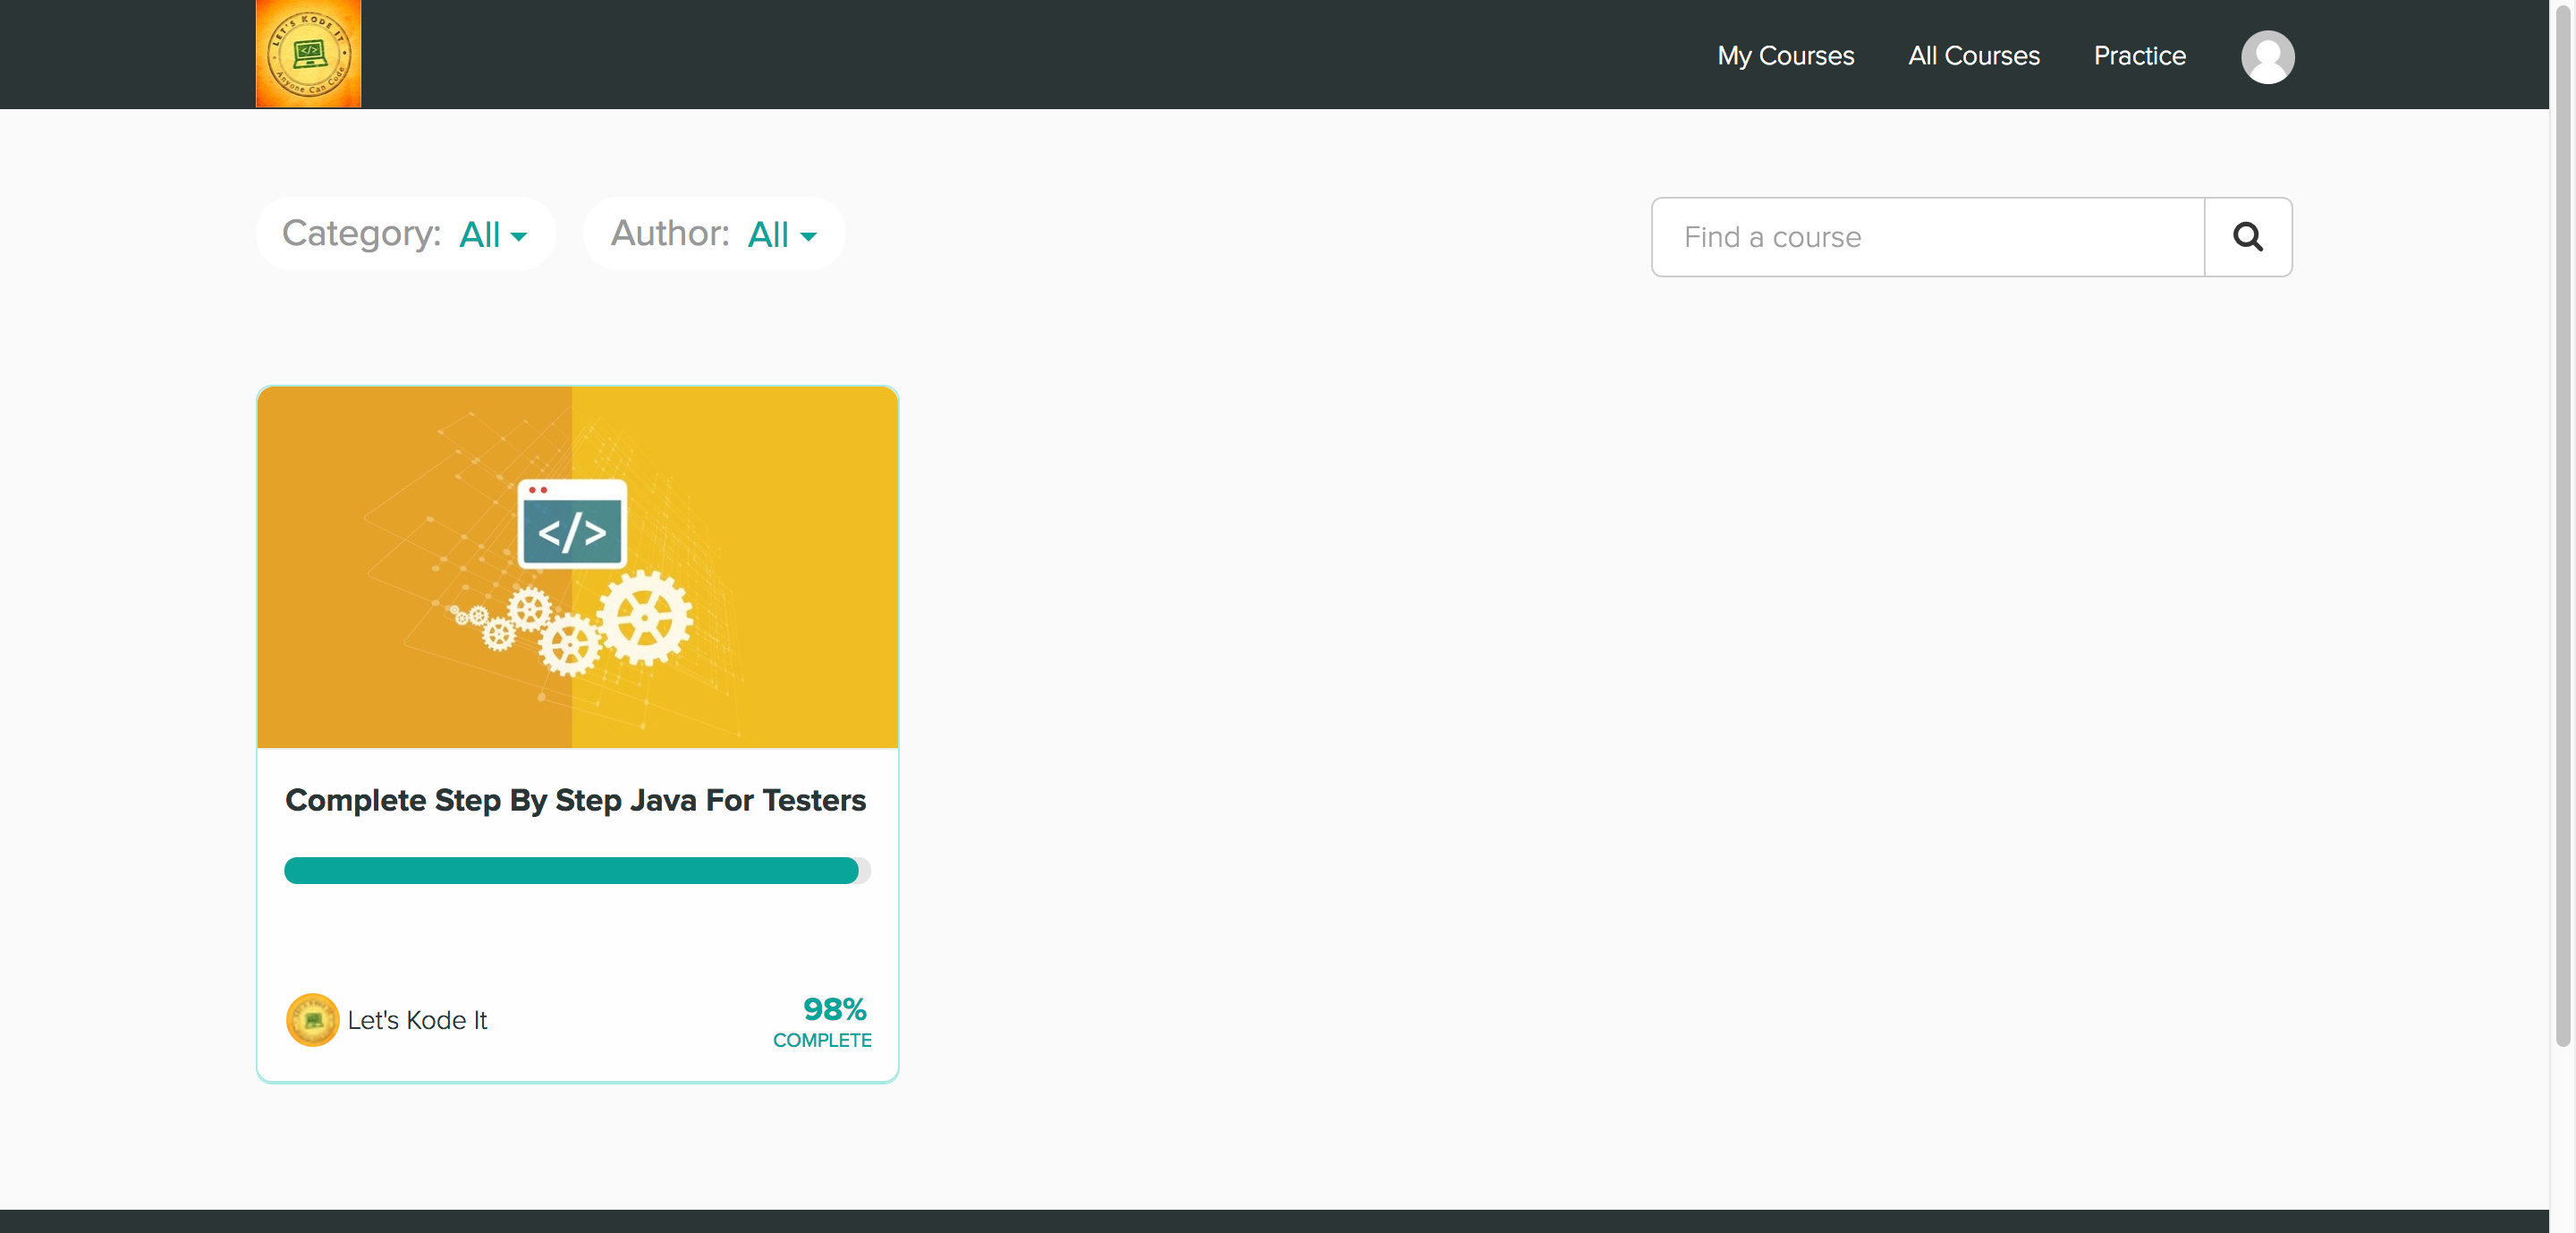 LET'S KODE IT
</>
Anyone Can Code
My Courses
All Courses
Practice
Category: All
Author: All
Find a course
</>
Complete Step By Step Java For Testers
Let's Kode It
98%
COMPLETE